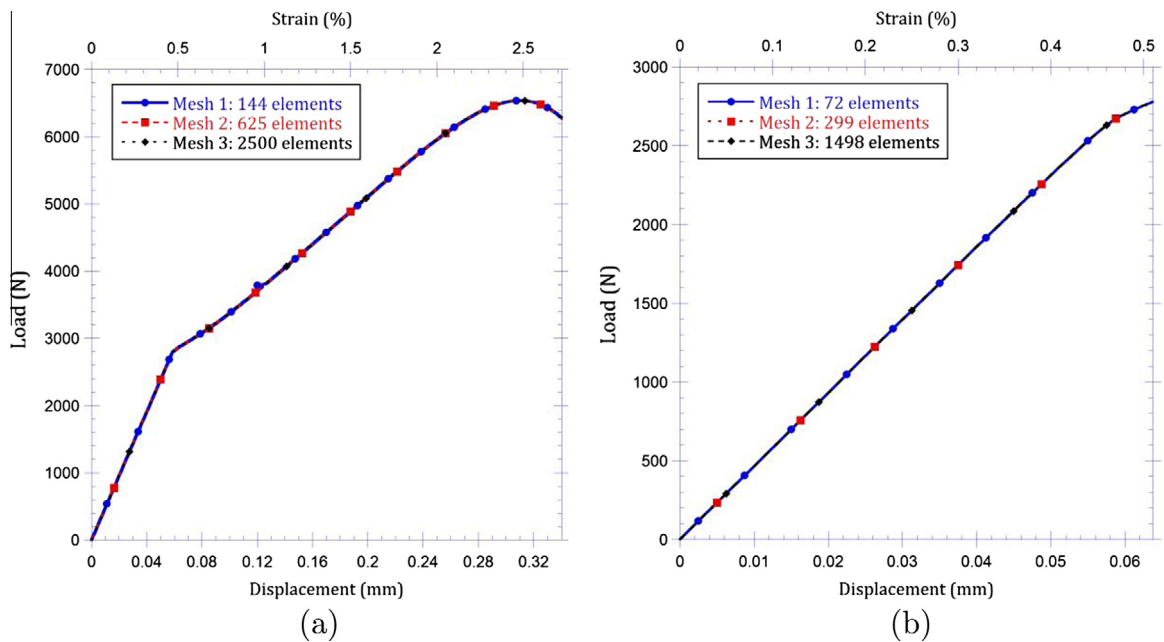 Strain (%)
0 0.5 1 1.5 2 2.5
7000
6000
5000
4000
3000
2000
1000
0
Load (N)
Mesh 1: 144 elements
Mesh 2: 625 elements
Mesh 3: 2500 elements
0 0.04 0.08 0.12 0.16 0.2 0.24 0.28 0.32
Displacement (mm)
(a)
Strain (%)
0 0.1 0.2 0.3 0.4 0.5
3000
2500
2000
1500
1000
500
0
Load (N)
Mesh 1: 72 elements
Mesh 2: 299 elements
Mesh 3: 1498 elements
0 0.01 0.02 0.03 0.04 0.05 0.06
Displacement (mm)
(b)